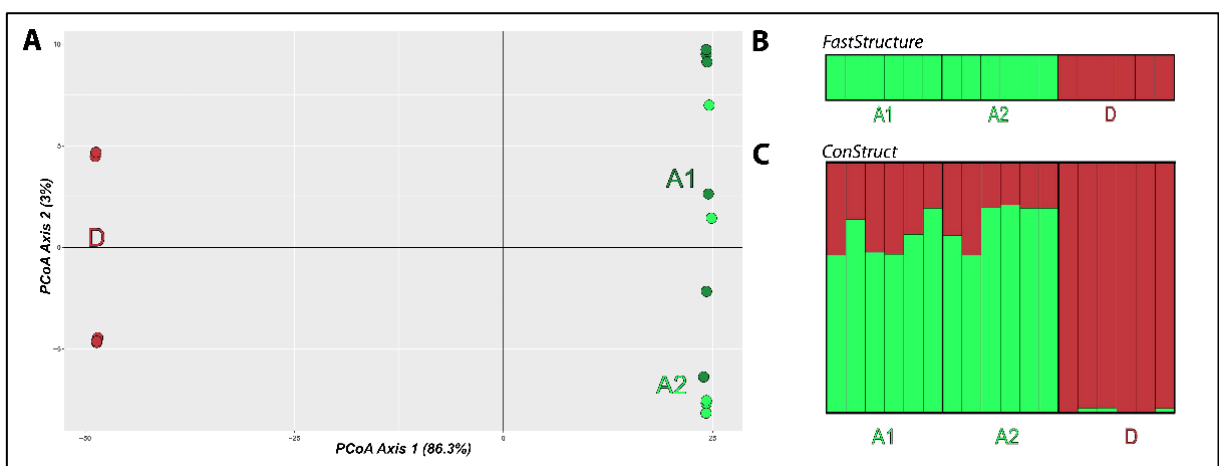 A
10
5
0
-5
-50
-25
0
25
PCoA Axis 2 (3%)
PCoA Axis 1 (86.3%)
D
A1
A2
B
FastStructure
A1 A2 D
C
ConStruct
A1 A2 D